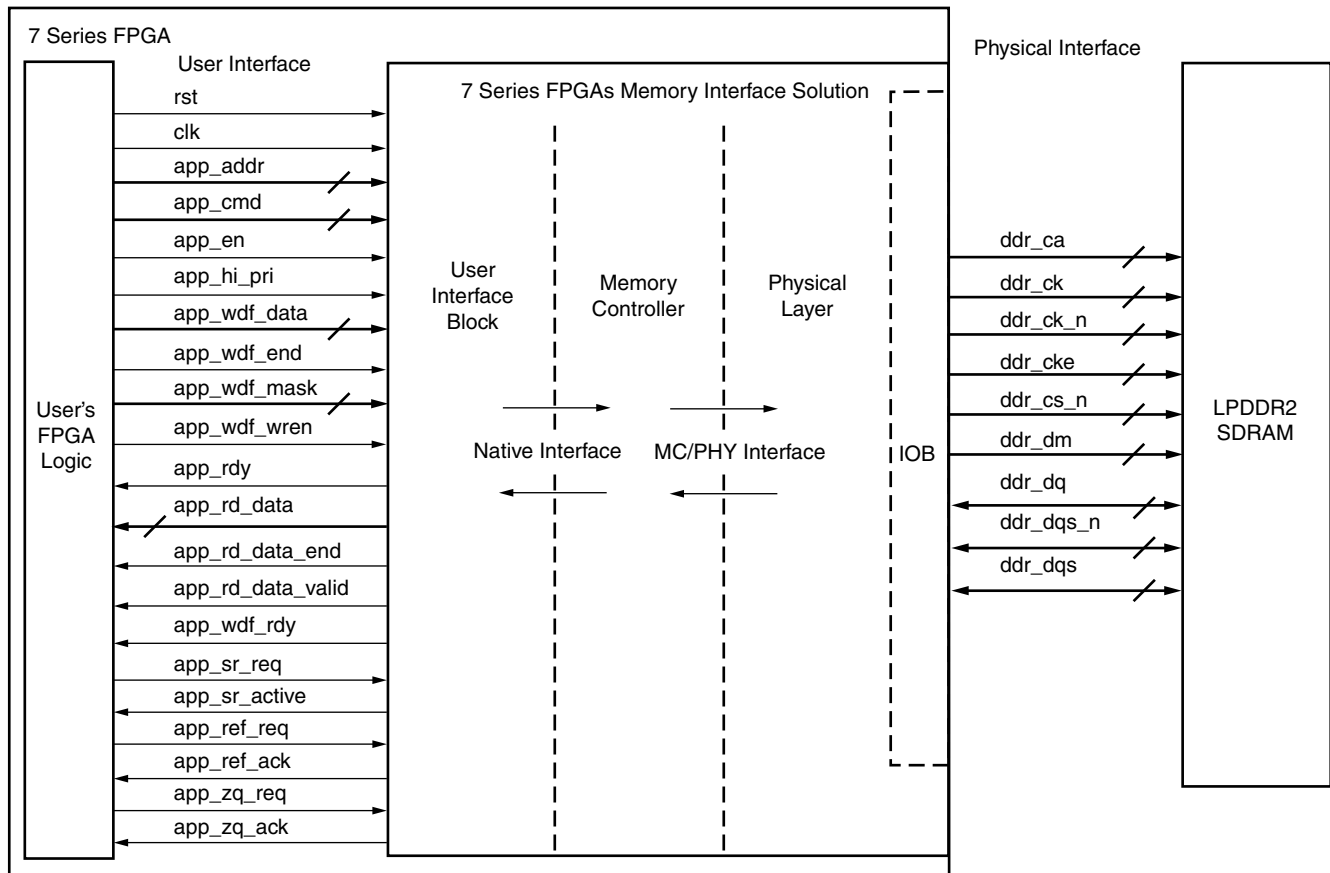 7 Series FPGA
User Interface
Physical Interface
7 Series FPGAs Memory Interface Solution
rst
clk
app_addr
app_cmd
app_en
app_hi_pri
app_wdf_data
app_wdf_end
app_wdf_mask
app_wdf_wren
app_rdy
app_rd_data
app_rd_data_end
app_rd_data_valid
app_wdf_rdy
app_sr_req
app_sr_active
app_ref_req
app_ref_ack
app_zq_req
app_zq_ack
User's
FPGA
Logic
User
Interface
Block
Memory
Controller
Physical
Layer
Native Interface
MC/PHY Interface
IOB
ddr_ca
ddr_ck
ddr_ck_n
ddr_cke
ddr_cs_n
ddr_dm
ddr_dq
ddr_dqs_n
ddr_dqs
LPDDR2
SDRAM